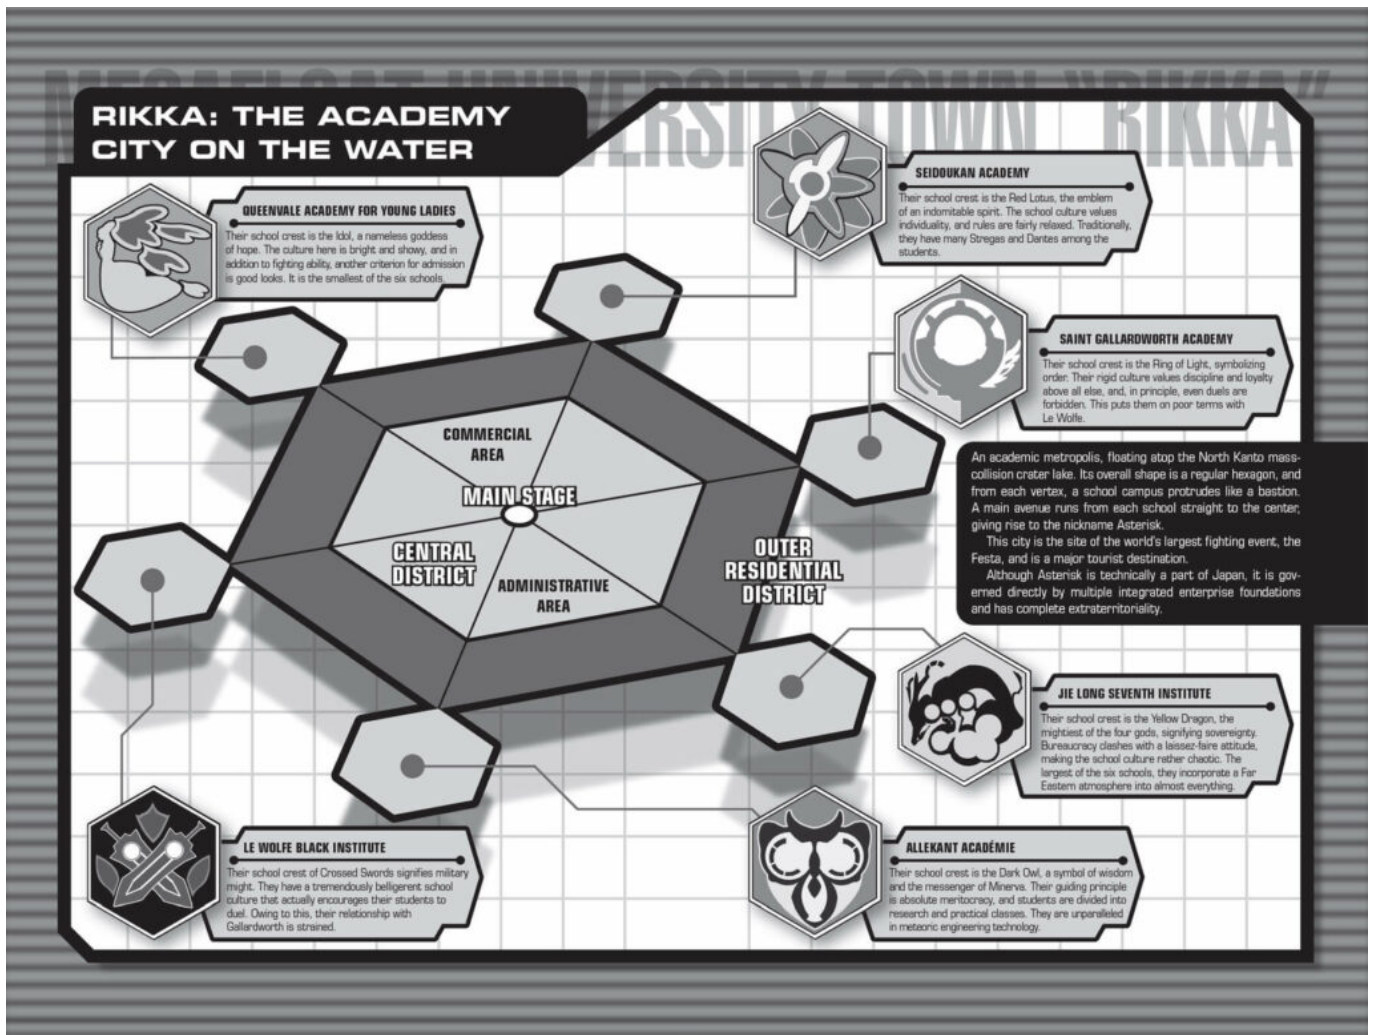 MEGAFLOAT UNIVERSITY TOWN "RIKKA"
RIKKA: THE ACADEMY
CITY ON THE WATER
QUEENVALE ACADEMY FOR YOUNG LADIES
Their school crest is the Idol, a nameless goddess
of hope. The culture here is bright and showy, and in
addition to fighting ability, another criterion for admission
is good looks. It is the smallest of the six schools.
SEIDOUKAN ACADEMY
Their school crest is the Red Lotus, the emblem
of an indomitable spirit. The school culture values
individuality, and rules are fairly relaxed. Traditionally,
they have many Stregas and Dantes among the
students.
SAINT GALLARDWORTH ACADEMY
Their school crest is the Ring of Light, symbolizing
order. Their rigid culture values discipline and loyalty
above all else, and, in principle, even duels are
forbidden. This puts them on poor terms with
Le Wolfe.
COMMERCIAL
AREA
MAIN STAGE
CENTRAL
DISTRICT
ADMINISTRATIVE
AREA
OUTER
RESIDENTIAL
DISTRICT
An academic metropolis, floating atop the North Kanto mass-
collision crater lake. Its overall shape is a regular hexagon, and
from each vertex, a school campus protrudes like a bastion.
A main avenue runs from each school straight to the center,
giving rise to the nickname Asterisk.
This city is the site of the world's largest fighting event, the
Festa, and is a major tourist destination.
Although Asterisk is technically a part of Japan, it is gov-
erned directly by multiple integrated enterprise foundations
and has complete extraterritoriality.
JIE LONG SEVENTH INSTITUTE
Their school crest is the Yellow Dragon, the
mightiest of the four gods, signifying sovereignty.
Bureaucracy clashes with a laissez-faire attitude,
making the school culture rather chaotic. The
largest of the six schools, they incorporate a Far
Eastern atmosphere into almost everything.
LE WOLFE BLACK INSTITUTE
Their school crest of Crossed Swords signifies military
might. They have a tremendously belligerent school
culture that actually encourages their students to
duel. Owing to this, their relationship with
Gallardworth is strained.
ALLEKANT ACADÉMIE
Their school crest is the Dark Owl, a symbol of wisdom
and the messenger of Minerva. Their guiding principle
is absolute meritocracy, and students are divided into
research and practical classes. They are unparalleled
in meteoric engineering technology.